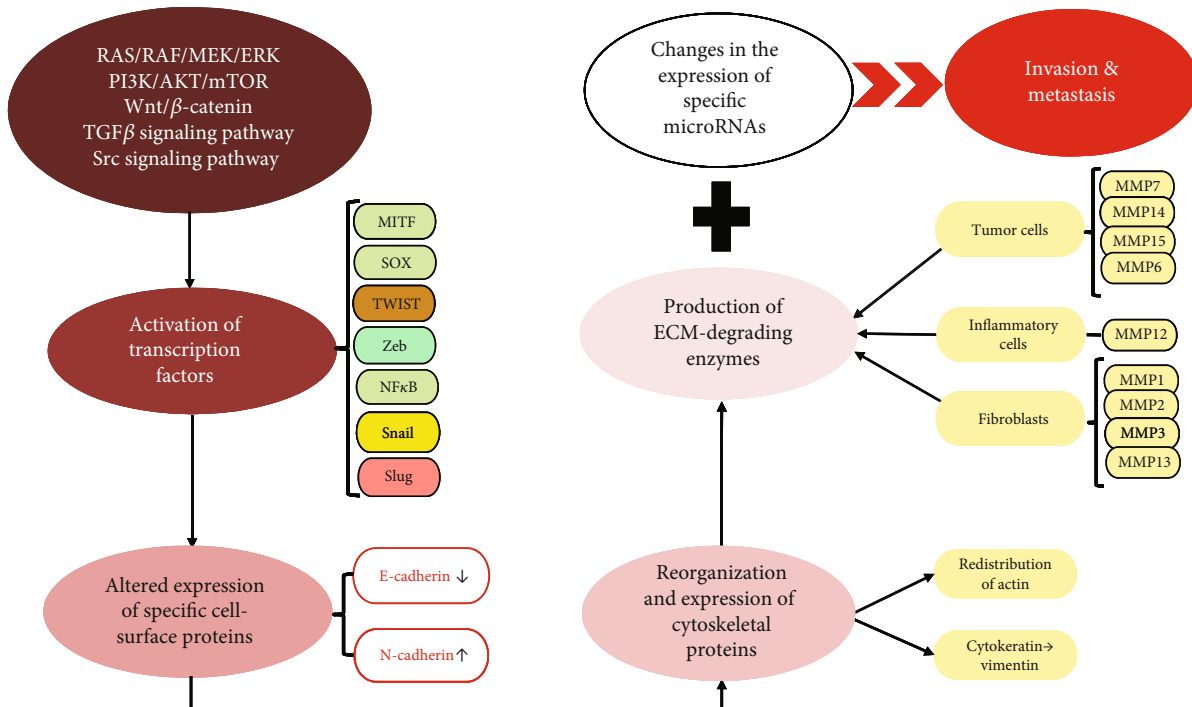 RAS/RAF/MEK/ERK
PI3K/AKT/mTOR
Wnt/β-catenin
TGFβ signaling pathway
Src signaling pathway
Activation of
transcription
factors
MITF
SOX
TWIST
Zeb
NFκB
Snail
Slug
Altered expression
of specific cell-
surface proteins
E-cadherin ↓
N-cadherin ↑
Changes in the
expression of
specific
microRNAs
Invasion &
metastasis
Production of
ECM-degrading
enzymes
Tumor cells
MMP7
MMP14
MMP15
MMP6
Inflammatory
cells
MMP12
Fibroblasts
MMP1
MMP2
MMP3
MMP13
Reorganization
and expression of
cytoskeletal
proteins
Redistribution
of actin
Cytokeratin→
vimentin